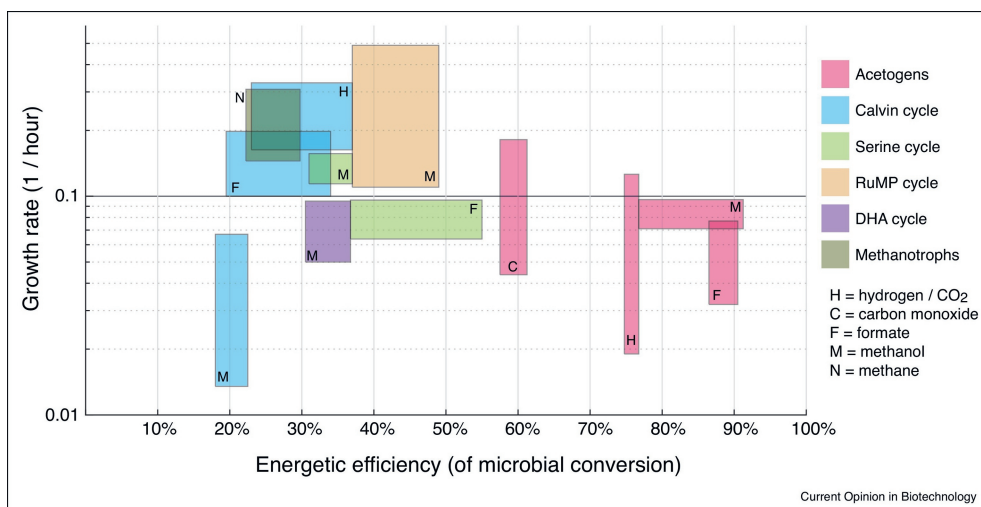 Growth rate (1 / hour)
0.1
0.01
N
H
F
M
M
M
F
M
C
H
M
F
M
10%
20%
30%
40%
50%
60%
70%
80%
90%
100%
Energetic efficiency (of microbial conversion)
Acetogens
Calvin cycle
Serine cycle
RuMP cycle
DHA cycle
Methanotrophs
H = hydrogen / CO₂
C = carbon monoxide
F = formate
M = methanol
N = methane
Current Opinion in Biotechnology